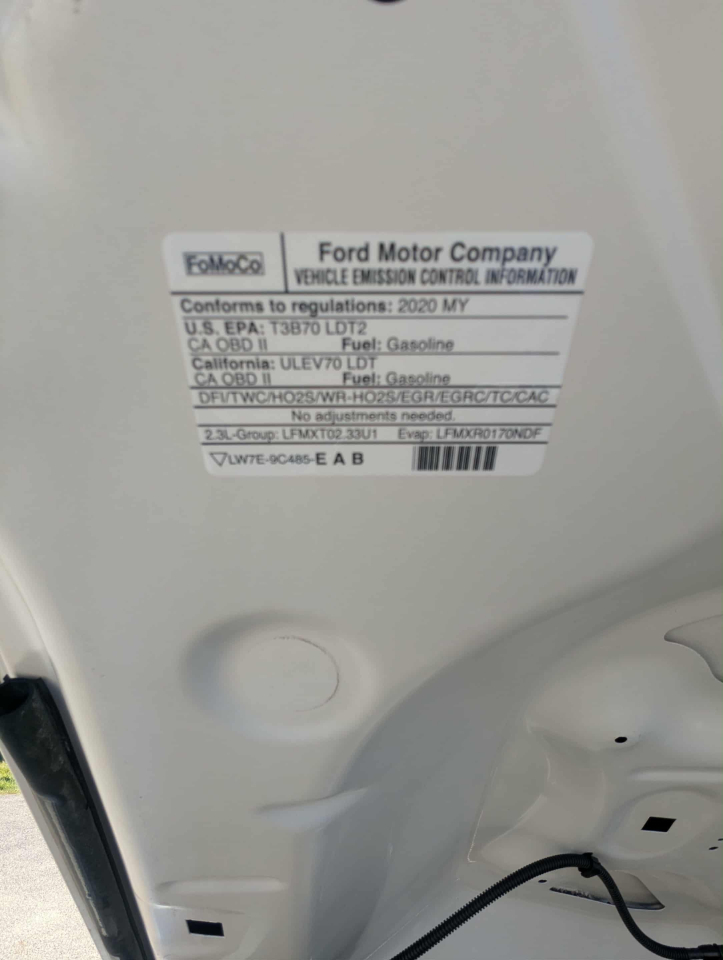 FoMoCo
Ford Motor Company
VEHICLE EMISSION CONTROL INFORMATION
Conforms to regulations: 2020 MY
U.S. EPA: T3B70 LDT2
CA OBD II Fuel: Gasoline
California: ULEV70 LDT
CA OBD II Fuel: Gasoline
DFI/TWC/HO2S/WR-HO2S/EGR/EGRC/TC/CAC
No adjustments needed.
2.3L-Group: LFMXT02.33U1 Evap: LFMXR0170NDF
LW7E-9C485-E A B